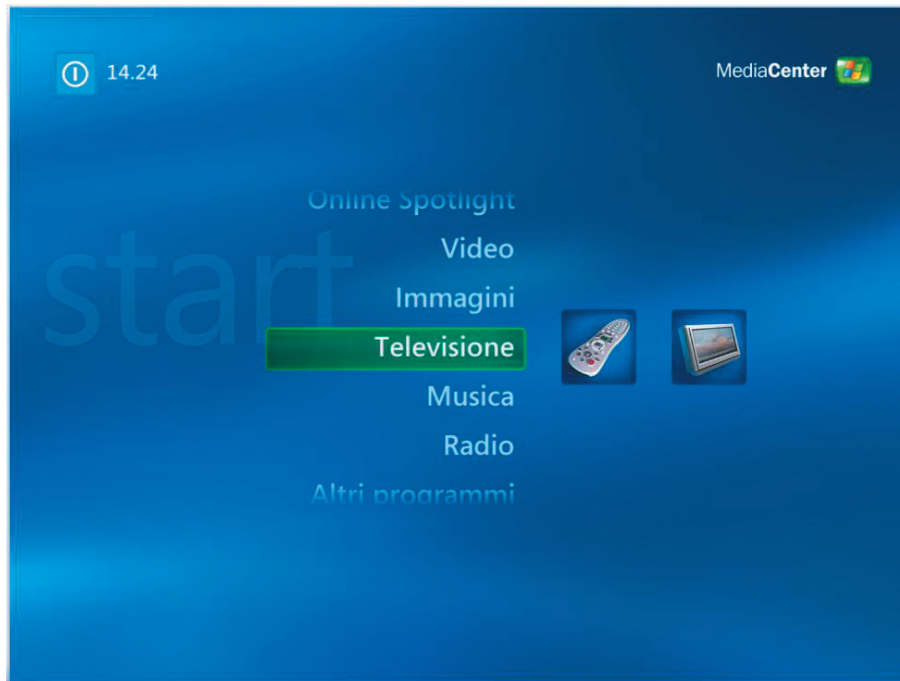 14.24
MediaCenter
start
Online Spotlight
Video
Immagini
Televisione
Musica
Radio
Altri programmi